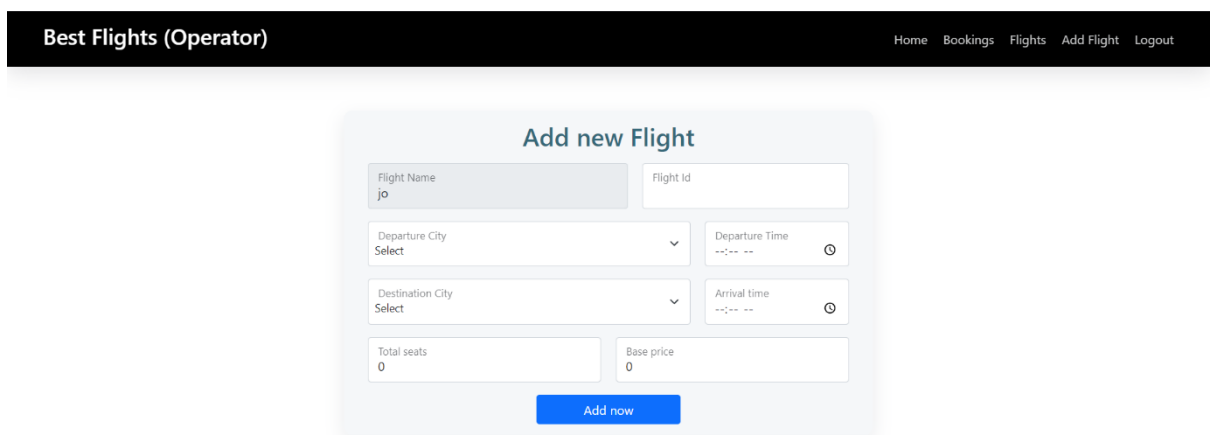 Best Flights (Operator)
Home Bookings Flights Add Flight Logout
Add new Flight
Flight Name
jo
Flight Id
Departure City
Select
Departure Time
--:-- --
Destination City
Select
Arrival time
--:-- --
Total seats
0
Base price
0
Add now